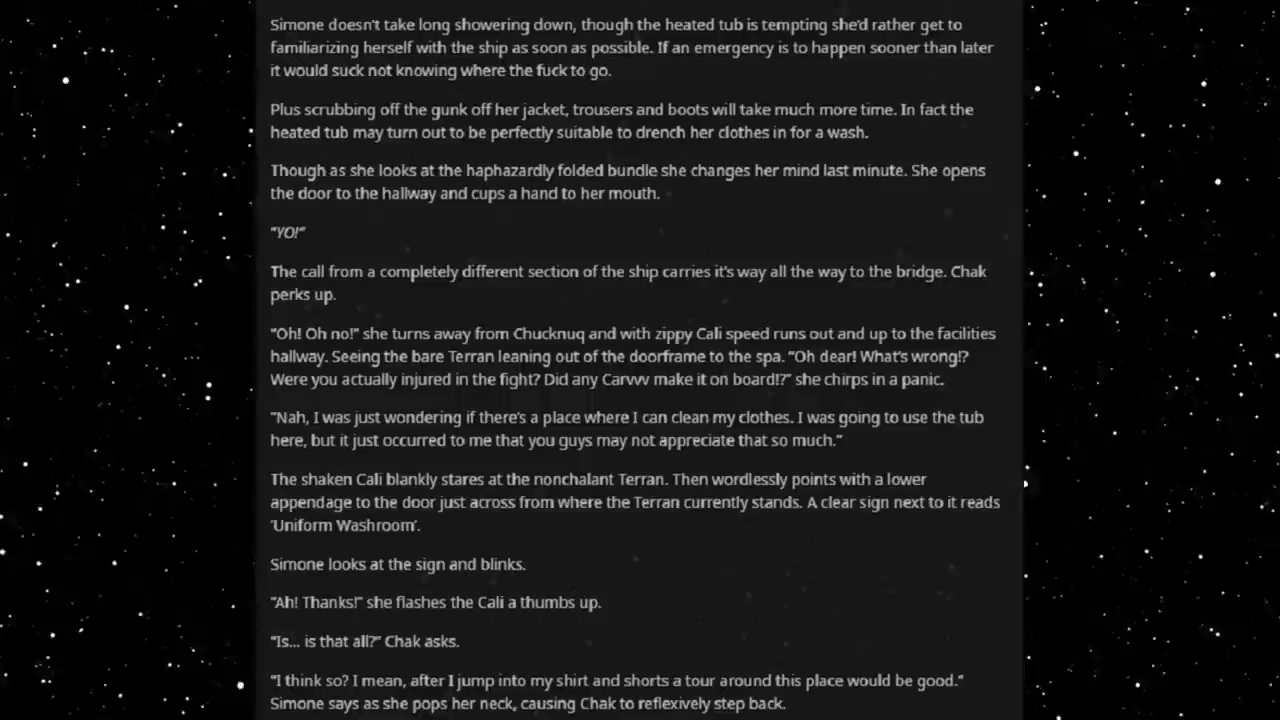 Simone doesn't take long showering down, though the heated tub is tempting she'd rather get to
familiarizing herself with the ship as soon as possible. If an emergency is to happen sooner than later
it would suck not knowing where the fuck to go.
Plus scrubbing off the gunk off her jacket, trousers and boots will take much more time. In fact the
heated tub may turn out to be perfectly suitable to drench her clothes in for a wash.
Though as she looks at the haphazardly folded bundle she changes her mind last minute. She opens
the door to the hallway and cups a hand to her mouth.
"YO!"
The call from a completely different section of the ship carries it's way all the way to the bridge. Chak
perks up.
"Oh! Oh no!" she turns away from Chucknuq and with zippy Cali speed runs out and up to the facilities
hallway. Seeing the bare Terran leaning out of the doorframe to the spa. "Oh dear! What's wrong!?
Were you actually injured in the fight? Did any Carvvv make it on board!?" she chirps in a panic.
"Nah, I was just wondering if there's a place where I can clean my clothes. I was going to use the tub
here, but it just occurred to me that you guys may not appreciate that so much."
The shaken Cali blankly stares at the nonchalant Terran. Then wordlessly points with a lower
appendage to the door just across from where the Terran currently stands. A clear sign next to it reads
'Uniform Washroom'.
Simone looks at the sign and blinks.
"Ah! Thanks!" she flashes the Cali a thumbs up.
"Is... is that all?" Chak asks.
"I think so? I mean, after I jump into my shirt and shorts a tour around this place would be good."
Simone says as she pops her neck, causing Chak to reflexively step back.